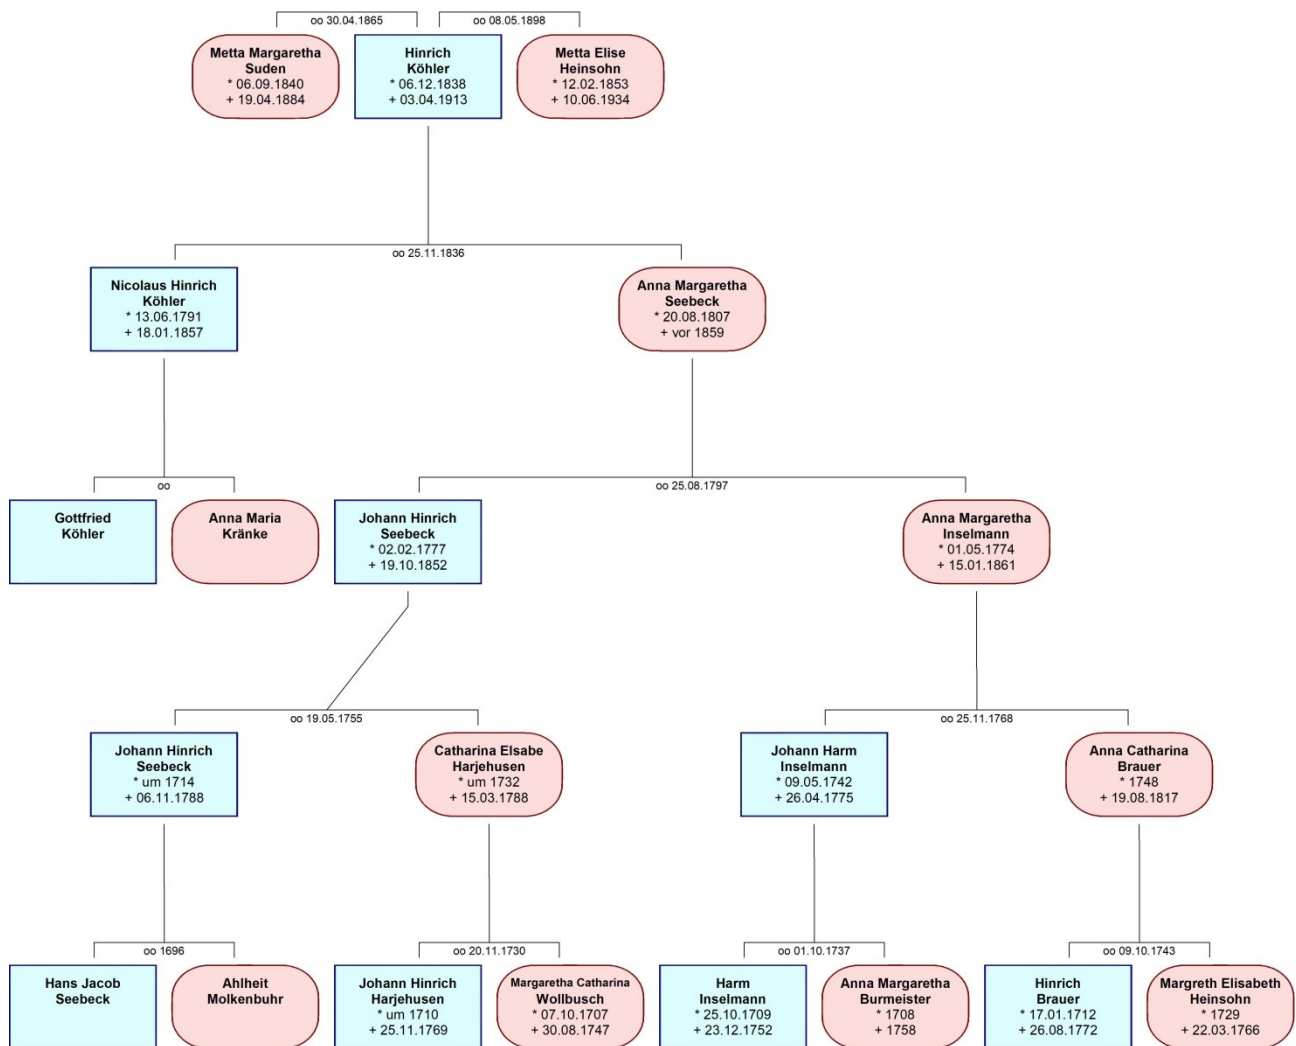 oo 30.04.1865
oo 08.05.1898
Metta Margaretha
Suden
* 06.09.1840
+ 19.04.1884
Hinrich
Köhler
* 06.12.1838
+ 03.04.1913
Metta Elise
Heinsohn
* 12.02.1853
+ 10.06.1934
oo 25.11.1836
Nicolaus Hinrich
Köhler
* 13.06.1791
+ 18.01.1857
Anna Margaretha
Seebeck
* 20.08.1807
+ vor 1859
oo
oo 25.08.1797
Gottfried
Köhler
Anna Maria
Kränke
Johann Hinrich
Seebeck
* 02.02.1777
+ 19.10.1852
Anna Margaretha
Inselmann
* 01.05.1774
+ 15.01.1861
oo 19.05.1755
oo 25.11.1768
Johann Hinrich
Seebeck
* um 1714
+ 06.11.1788
Catharina Elsabe
Harjehusen
* um 1732
+ 15.03.1788
Johann Harm
Inselmann
* 09.05.1742
+ 26.04.1775
Anna Catharina
Brauer
* 1748
+ 19.08.1817
oo 1696
oo 20.11.1730
oo 01.10.1737
oo 09.10.1743
Hans Jacob
Seebeck
Ahlheit
Molkenbuhr
Johann Hinrich
Harjehusen
* um 1710
+ 25.11.1769
Margaretha Catharina
Wollbusch
* 07.10.1707
+ 30.08.1747
Harm
Inselmann
* 25.10.1709
+ 23.12.1752
Anna Margaretha
Burmeister
* 1708
+ 1758
Hinrich
Brauer
* 17.01.1712
+ 26.08.1772
Margreth Elisabeth
Heinsohn
* 1729
+ 22.03.1766